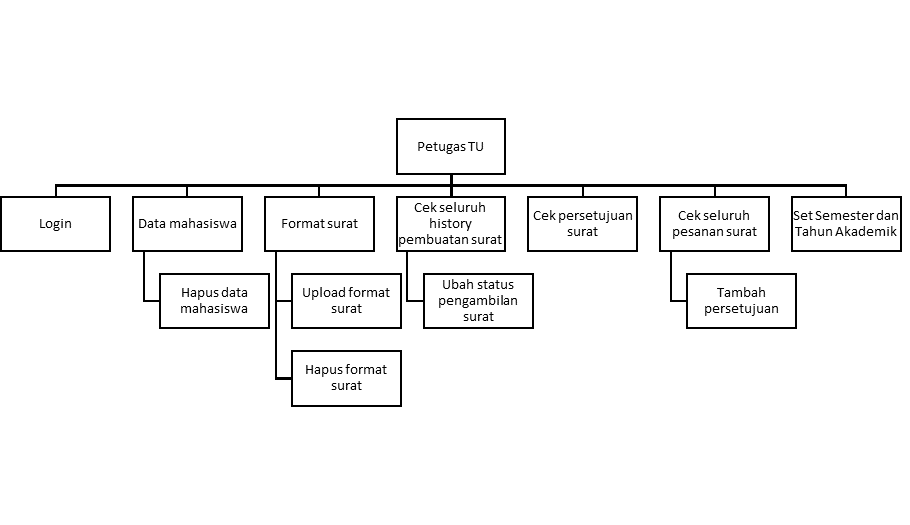 Petugas TU
Login
Data mahasiswa
Format surat
Cek seluruh
history
pembuatan surat
Cek persetujuan
surat
Cek seluruh
pesanan surat
Set Semester dan
Tahun Akademik
Hapus data
mahasiswa
Upload format
surat
Ubah status
pengambilan
surat
Tambah
persetujuan
Hapus format
surat